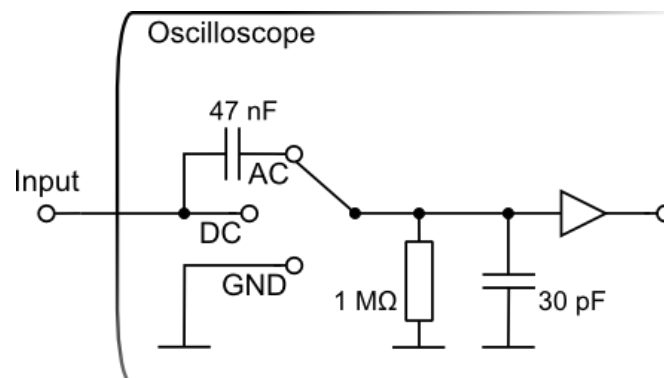 Oscilloscope
47 nF
AC
Input
DC
GND
1 MΩ
30 pF